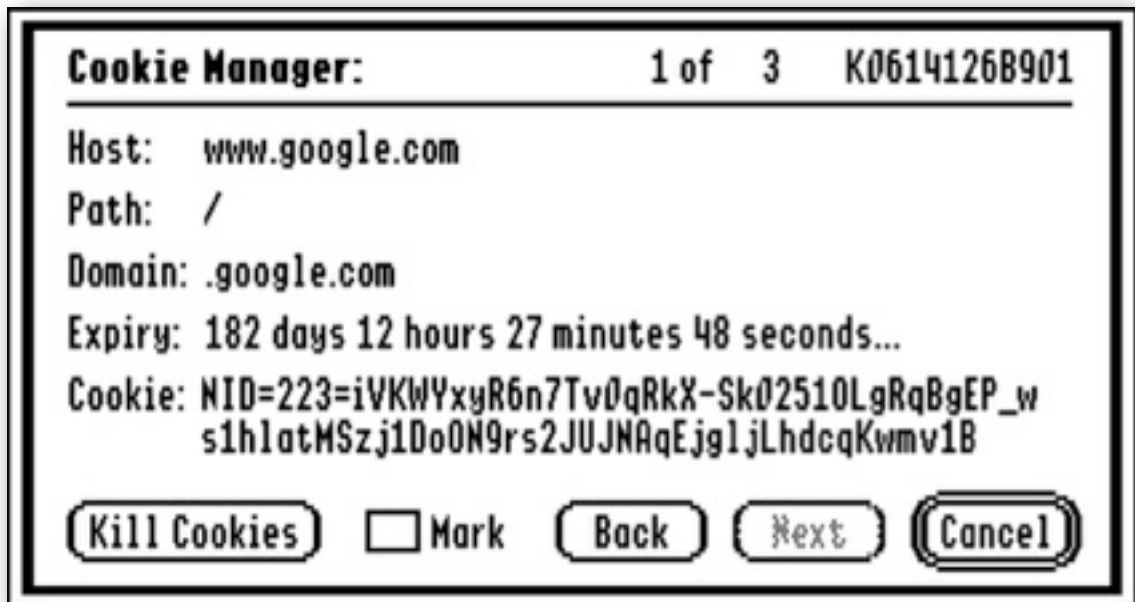 Cookie Manager: 1 of 3 K0614126B901
Host: www.google.com
Path: /
Domain: .google.com
Expiry: 182 days 12 hours 27 minutes 48 seconds...
Cookie: NID=223=iVKWYxyR6n7Tv0qRkX-Sk02510LgRqBgEP_w
s1hlatMSzj1DoON9rs2JUJNAqEjgljLhdcqKwmv1B
Kill Cookies Mark Back Next Cancel